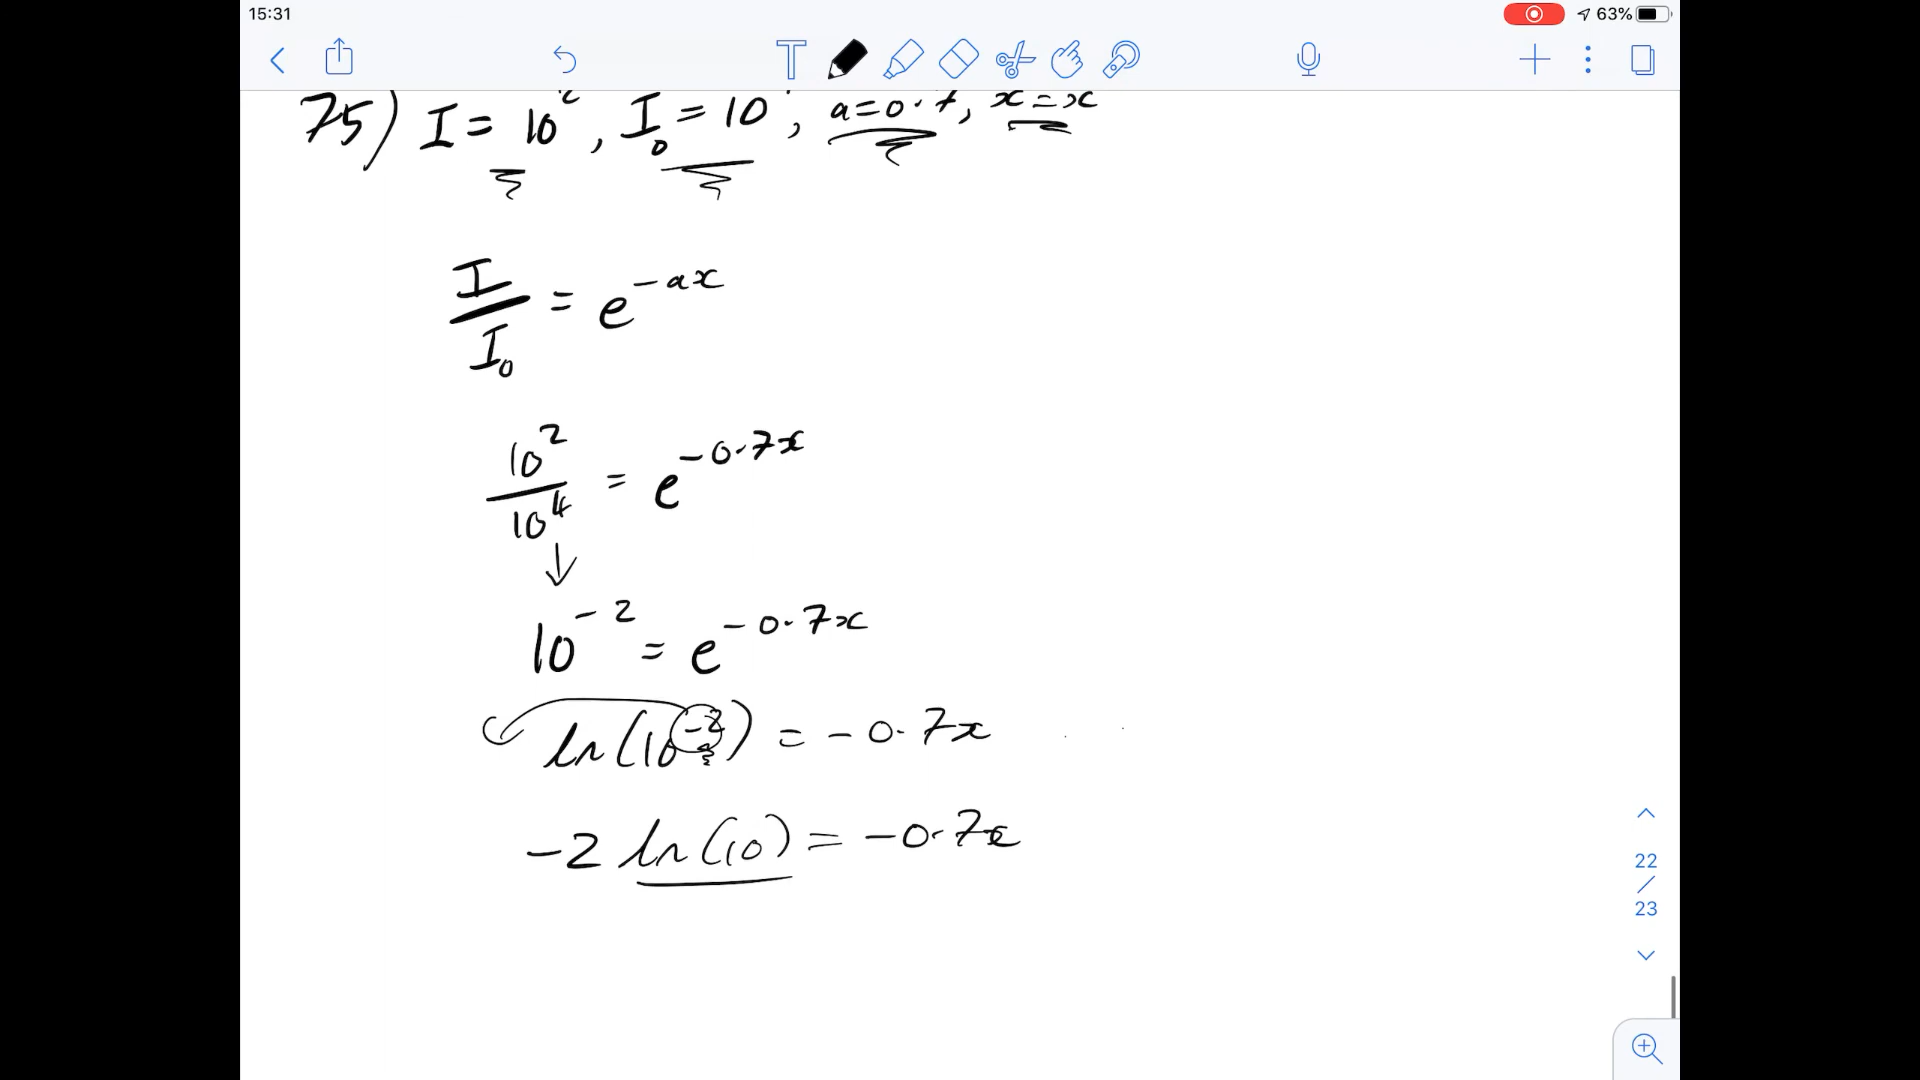 15:31
63%
T
75) I = 10², I₀ = 10 , a=0.7, x=x
I/I₀ = e^-ax
10²/10⁴ = e^-0.7x
10^-2 = e^-0.7x
ln(10^-2) = -0.7x
-2 ln(10) = -0.7x
22
/
23